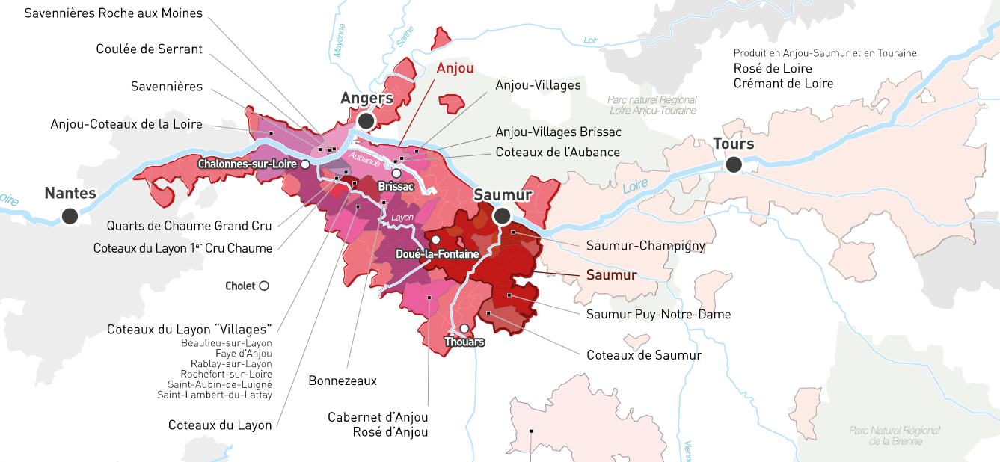 Savennières Roche aux Moines
Coulée de Serrant
Savennières
Anjou-Coteaux de la Loire
Mayenne
Sarthe
Loir
Anjou
Angers
Anjou-Villages
Anjou-Villages Brissac
Coteaux de l’Aubance
Parc naturel Régional
Loire Anjou-Touraine
Produit en Anjou-Saumur et en Touraine
Rosé de Loire
Crémant de Loire
Tours
Loire
Chalonnes-sur-Loire
Aubance
Brissac
Saumur
Nantes
oire
Layon
Quarts de Chaume Grand Cru
Coteaux du Layon 1er Cru Chaume
Doué-la-Fontaine
Saumur-Champigny
Saumur
Cholet
Saumur Puy-Notre-Dame
Coteaux du Layon “Villages”
Beaulieu-sur-Layon
Faye d’Anjou
Rablay-sur-Layon
Rochefort-sur-Loire
Saint-Aubin-de-Luigné
Saint-Lambert-du-Lattay
Thouars
Coteaux de Saumur
Bonnezeaux
Cabernet d’Anjou
Rosé d’Anjou
Coteaux du Layon
Parc Naturel Régional
de la Brenne
Vienne